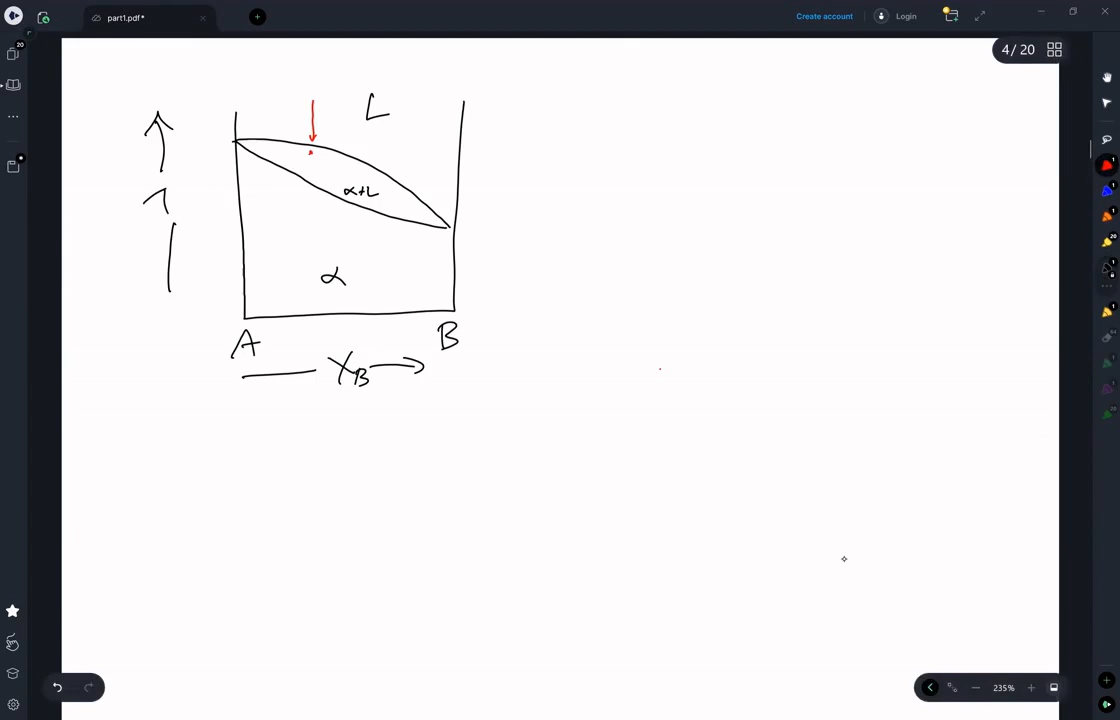 part1.pdf*
Create account
Login
4/20
L
α+L
α
A
B
X_B
235%